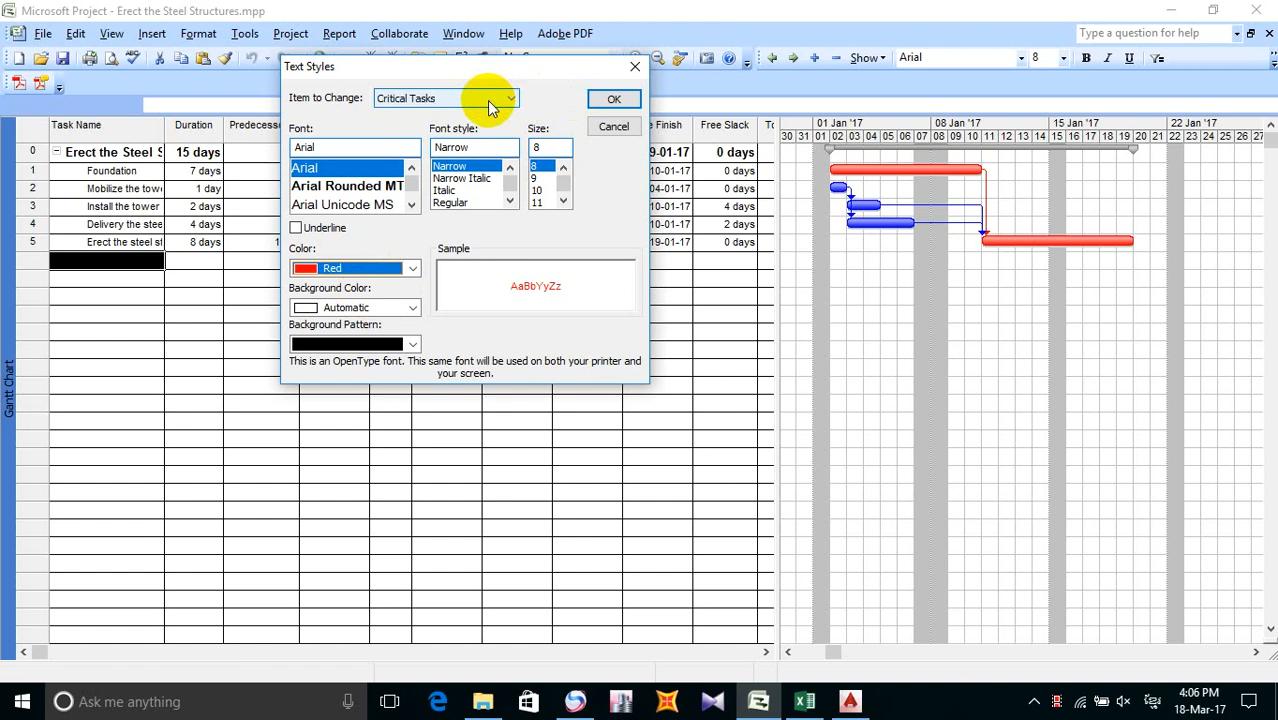 Microsoft Project - Erect the Steel Structures.mpp
File Edit View Insert Format Tools Project Report Collaborate Window Help Adobe PDF
Type a question for help
Show Arial 8
Text Styles
Item to Change: Critical Tasks
OK
Cancel
Font: Font style: Size:
Arial Narrow 8
Arial Narrow 8
Arial Rounded MT Narrow Italic 9
Arial Unicode MS Italic 10
Regular 11
Underline
Color: Sample
Red
AaBbYyZz
Background Color:
Automatic
Background Pattern:
This is an OpenType font. This same font will be used on both your printer and
your screen.
Task Name Duration Predecess Finish Free Slack
01 Jan '17 08 Jan '17 15 Jan '17 22 Jan '17
30 31 01 02 03 04 05 06 07 08 09 10 11 12 13 14 15 16 17 18 19 20 21 22 23 24 25 26 27
0 Erect the Steel S 15 days 9-01-17 0 days
1 Foundation 7 days 10-01-17 0 days
2 Mobilize the tow 1 day 04-01-17 0 days
3 Install the tower 2 days 4 days
4 Delivery the stee 4 days 2 days
5 Erect the steel st 8 days 1 19-01-17 0 days
Gantt Chart
Ask me anything
4:06 PM
18-Mar-17